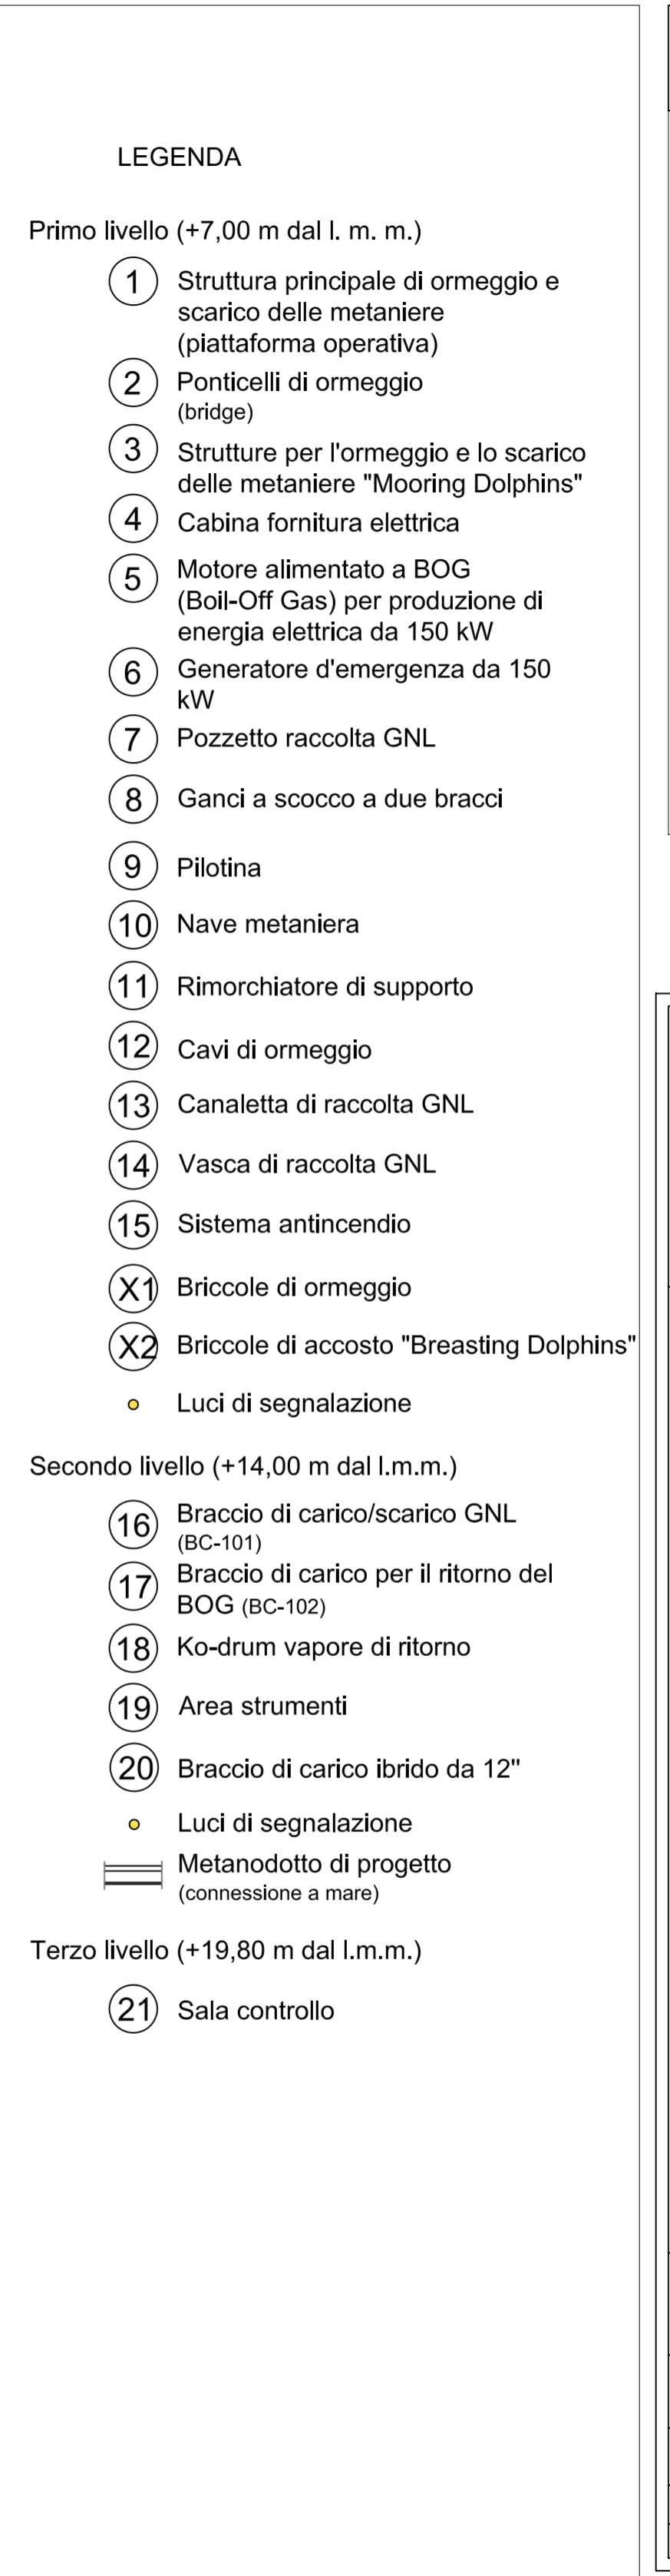 LEGENDA
Primo livello (+7,00 m dal l. m. m.)
1 Struttura principale di ormeggio e
scarico delle metaniere
(piattaforma operativa)
2 Ponticelli di ormeggio
(bridge)
3 Strutture per l'ormeggio e lo scarico
delle metaniere "Mooring Dolphins"
4 Cabina fornitura elettrica
5 Motore alimentato a BOG
(Boil-Off Gas) per produzione di
energia elettrica da 150 kW
6 Generatore d'emergenza da 150
kW
7 Pozzetto raccolta GNL
8 Ganci a scocco a due bracci
9 Pilotina
10 Nave metaniera
11 Rimorchiatore di supporto
12 Cavi di ormeggio
13 Canaletta di raccolta GNL
14 Vasca di raccolta GNL
15 Sistema antincendio
X1 Briccole di ormeggio
X2 Briccole di accosto "Breasting Dolphins"
Luci di segnalazione
Secondo livello (+14,00 m dal l.m.m.)
16 Braccio di carico/scarico GNL
(BC-101)
17 Braccio di carico per il ritorno del
BOG (BC-102)
18 Ko-drum vapore di ritorno
19 Area strumenti
20 Braccio di carico ibrido da 12"
Luci di segnalazione
Metanodotto di progetto
(connessione a mare)
Terzo livello (+19,80 m dal l.m.m.)
21 Sala controllo